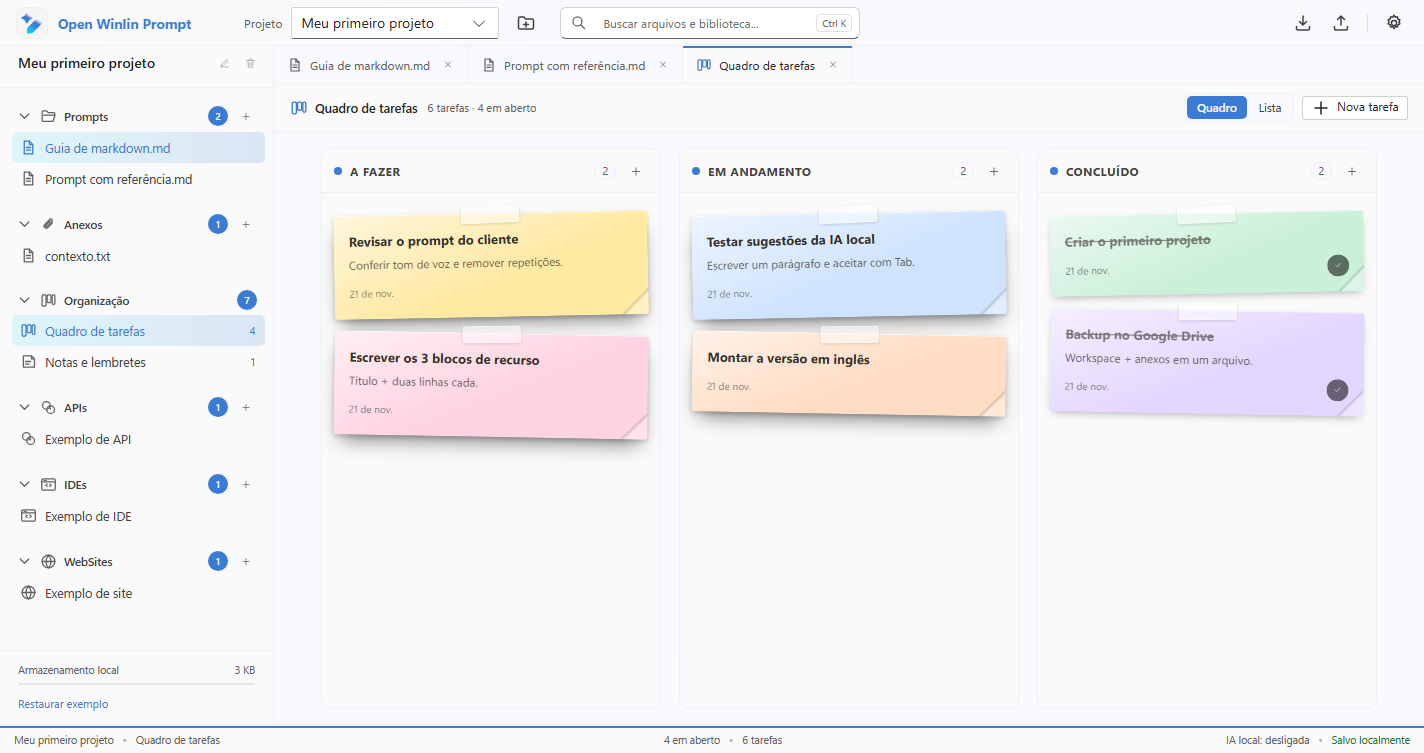 Open Winlin Prompt
Projeto
Meu primeiro projeto
Buscar arquivos e biblioteca...
Ctrl K
Meu primeiro projeto
Prompts 2
Guia de markdown.md
Prompt com referência.md
Anexos 1
contexto.txt
Organização 7
Quadro de tarefas 4
Notas e lembretes 1
APIs 1
Exemplo de API
IDEs 1
Exemplo de IDE
WebSites 1
Exemplo de site
Armazenamento local 3 KB
Restaurar exemplo
Guia de markdown.md
Prompt com referência.md
Quadro de tarefas
Quadro de tarefas 6 tarefas · 4 em aberto
Quadro
Lista
Nova tarefa
A FAZER 2
Revisar o prompt do cliente
Conferir tom de voz e remover repetições.
21 de nov.
Escrever os 3 blocos de recurso
Título + duas linhas cada.
21 de nov.
EM ANDAMENTO 2
Testar sugestões da IA local
Escrever um parágrafo e aceitar com Tab.
21 de nov.
Montar a versão em inglês
21 de nov.
CONCLUÍDO 2
Criar o primeiro projeto
21 de nov.
Backup no Google Drive
Workspace + anexos em um arquivo.
21 de nov.
Meu primeiro projeto • Quadro de tarefas
4 em aberto • 6 tarefas
IA local: desligada • Salvo localmente